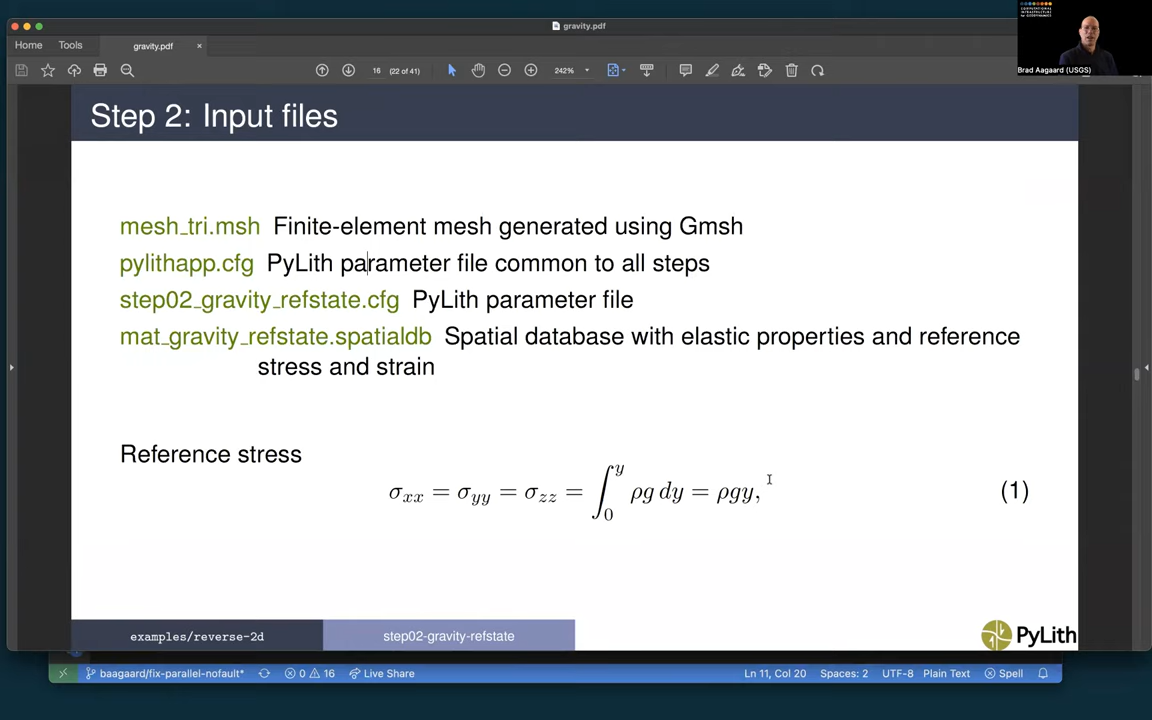 gravity.pdf
COMPUTATIONAL
INFRASTRUCTURE
for GEODYNAMICS
Brad Aagaard (USGS)
Home Tools gravity.pdf ×
16 (22 of 41) 242%
Step 2: Input files
mesh_tri.msh Finite-element mesh generated using Gmsh
pylithapp.cfg PyLith parameter file common to all steps
step02_gravity_refstate.cfg PyLith parameter file
mat_gravity_refstate.spatialdb Spatial database with elastic properties and reference
stress and strain
Reference stress
σxx = σyy = σzz = ∫₀ʸ ρg dy = ρgy, (1)
examples/reverse-2d step02-gravity-refstate PyLith
baagaard/fix-parallel-nofault* 0 16 Live Share Ln 11, Col 20 Spaces: 2 UTF-8 Plain Text Spell